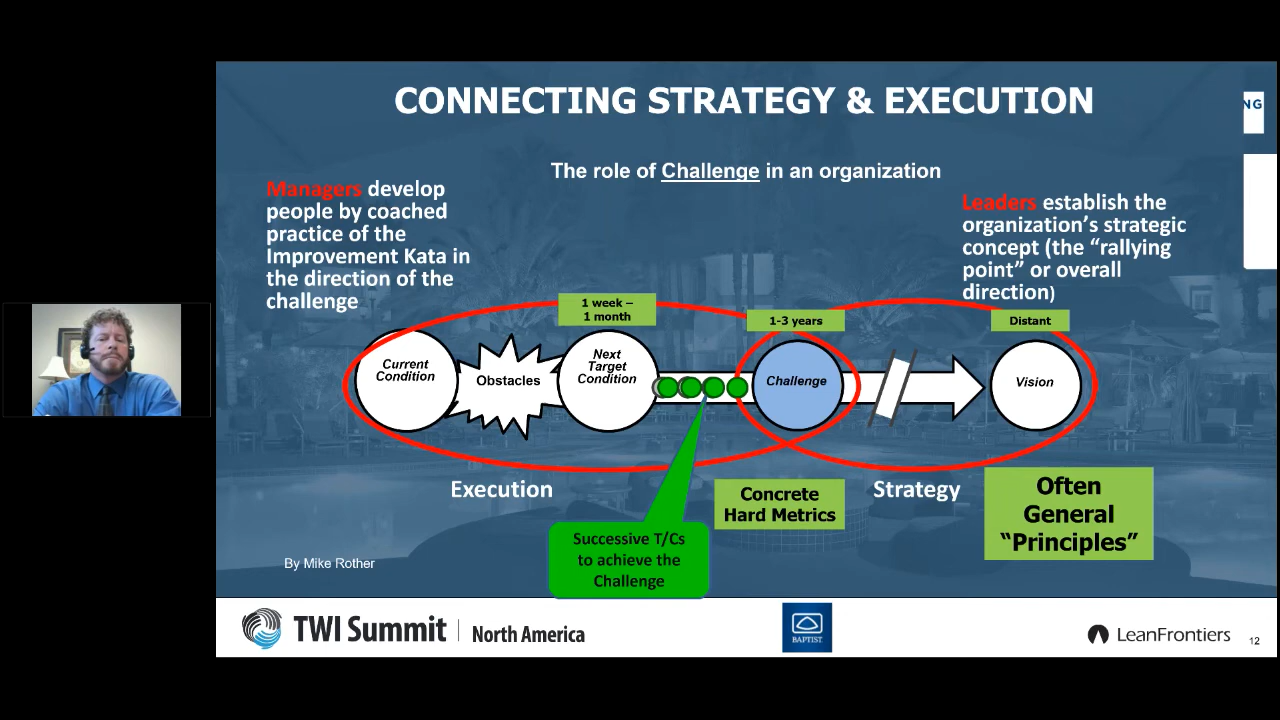 CONNECTING STRATEGY & EXECUTION
NG
The role of Challenge in an organization
Managers develop
people by coached
practice of the
Improvement Kata in
the direction of the
challenge
Leaders establish the
organization's strategic
concept (the "rallying
point" or overall
direction)
1 week –
1 month
1-3 years
Distant
Current
Condition
Obstacles
Next
Target
Condition
Challenge
Vision
Execution
Concrete
Hard Metrics
Strategy
Often
General
"Principles"
Successive T/Cs
to achieve the
Challenge
By Mike Rother
TWI Summit | North America
BAPTIST
LeanFrontiers
12